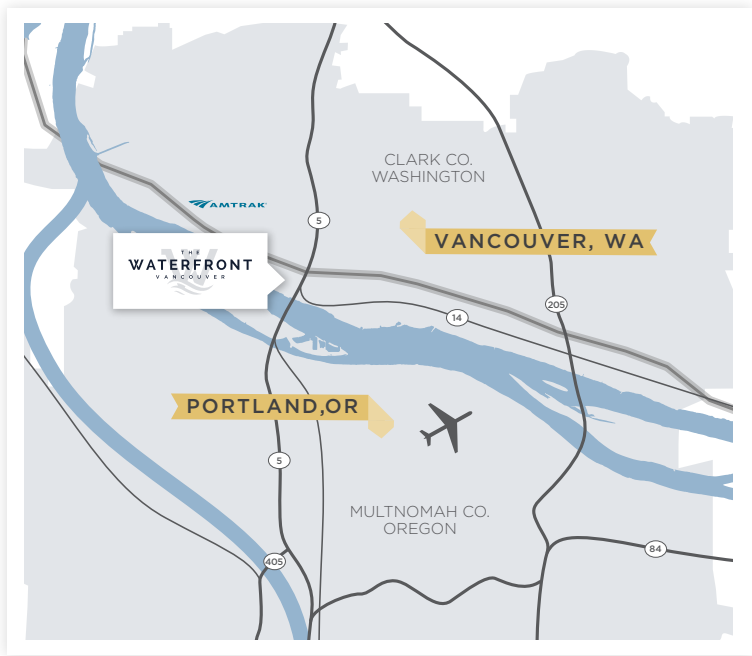 CLARK CO.
WASHINGTON
AMTRAK
5
THE
WATERFRONT
VANCOUVER
VANCOUVER, WA
205
14
PORTLAND,OR
5
MULTNOMAH CO.
OREGON
84
405